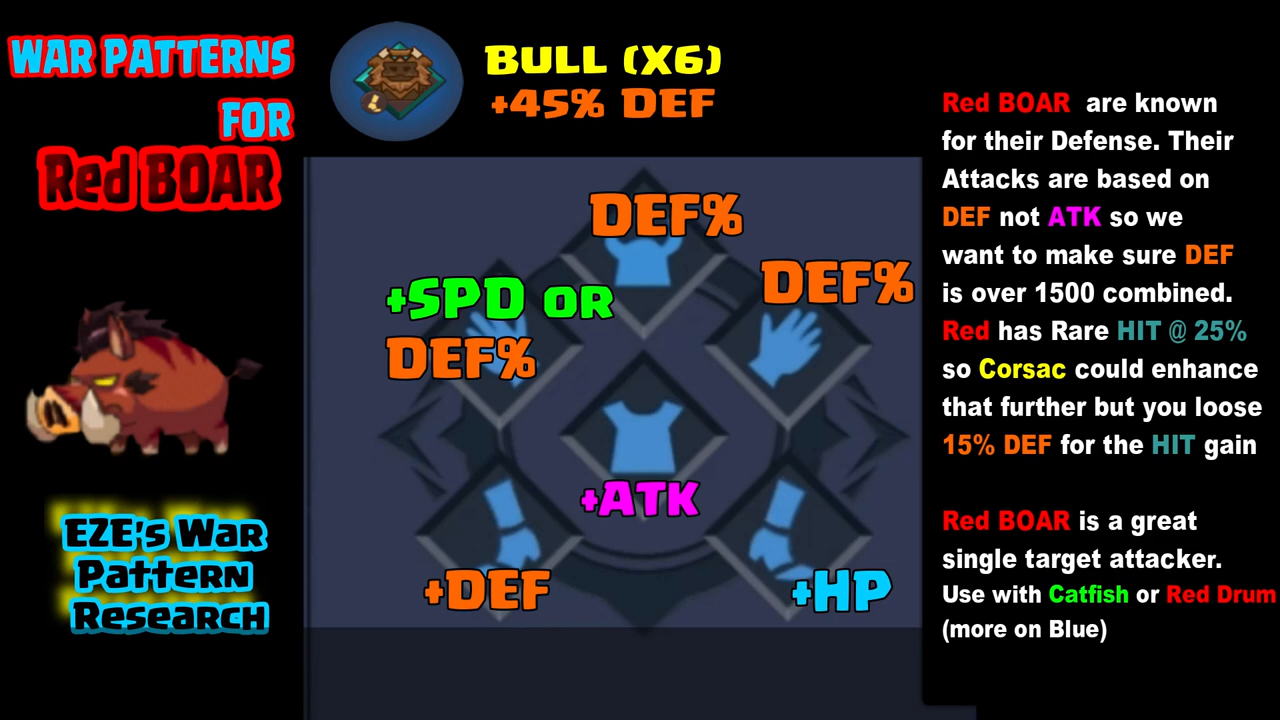 WAR PATTERNS
FOR
Red BOAR
BULL (X6)
+45% DEF
DEF%
DEF%
+SPD OR
DEF%
+ATK
+DEF
+HP
EZE's War
Pattern
Research
Red BOAR are known
for their Defense. Their
Attacks are based on
DEF not ATK so we
want to make sure DEF
is over 1500 combined.
Red has Rare HIT @ 25%
so Corsac could enhance
that further but you loose
15% DEF for the HIT gain
Red BOAR is a great
single target attacker.
Use with Catfish or Red Drum
(more on Blue)